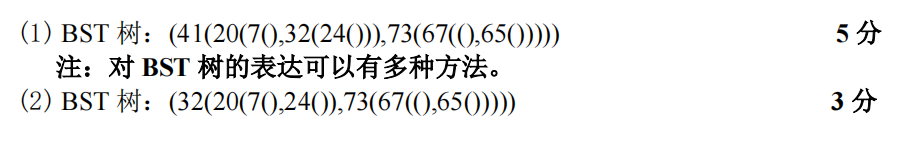 (1) BST 树：(41(20(7(),32(24())),73(67((),65())))) 5 分
注：对 BST 树的表达可以有多种方法。
(2) BST 树：(32(20(7(),24()),73(67((),65())))) 3 分